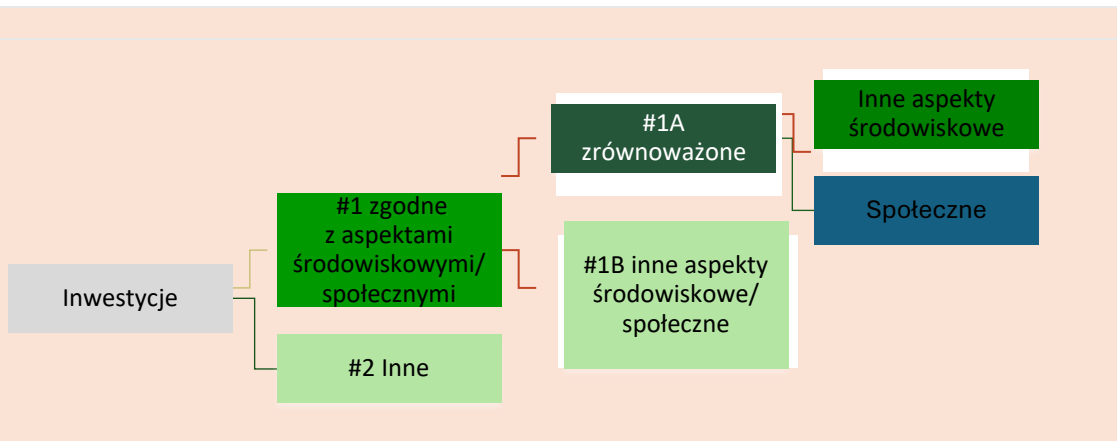 Inwestycje
#1 zgodne
z aspektami
środowiskowymi/
społecznymi
#2 Inne
#1A
zrównoważone
#1B inne aspekty
środowiskowe/
społeczne
Inne aspekty
środowiskowe
Społeczne